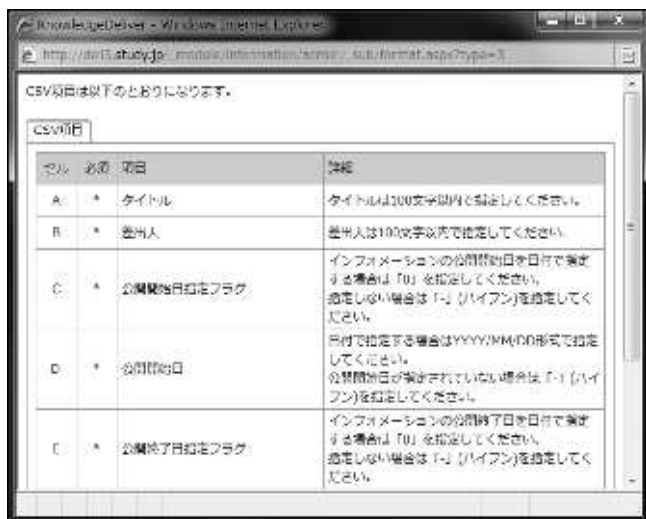 KnowledgeDeliver - Windows Internet Explorer
study.jp
CSV項目は以下のとおりになります。
CSV項目
セル 必須 項目 詳細
A * タイトル タイトルは100文字以内で指定してください。
B * 差出人 差出人は100文字以内で指定してください。
C * 公開開始日指定フラグ インフォメーションの公開開始日を日付で指定
する場合は「0」を指定してください。
指定しない場合は「-」(ハイフン)を指定してく
ださい。
D * 公開開始日 日付で指定する場合はYYYY/MM/DD形式で指定
してください。
公開開始日が指定されていない場合は「-」(ハイ
フン)を指定してください。
E * 公開終了日指定フラグ インフォメーションの公開終了日を日付で指定
する場合は「0」を指定してください。
指定しない場合は「-」(ハイフン)を指定してく
ださい。